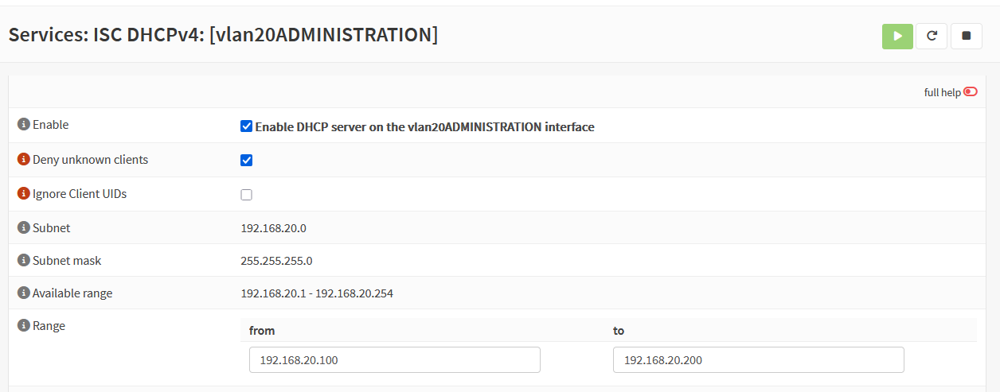 Services: ISC DHCPv4: [vlan20ADMINISTRATION]
full help
Enable
Enable DHCP server on the vlan20ADMINISTRATION interface
Deny unknown clients
Ignore Client UIDs
Subnet
192.168.20.0
Subnet mask
255.255.255.0
Available range
192.168.20.1 - 192.168.20.254
Range
from to
192.168.20.100 192.168.20.200